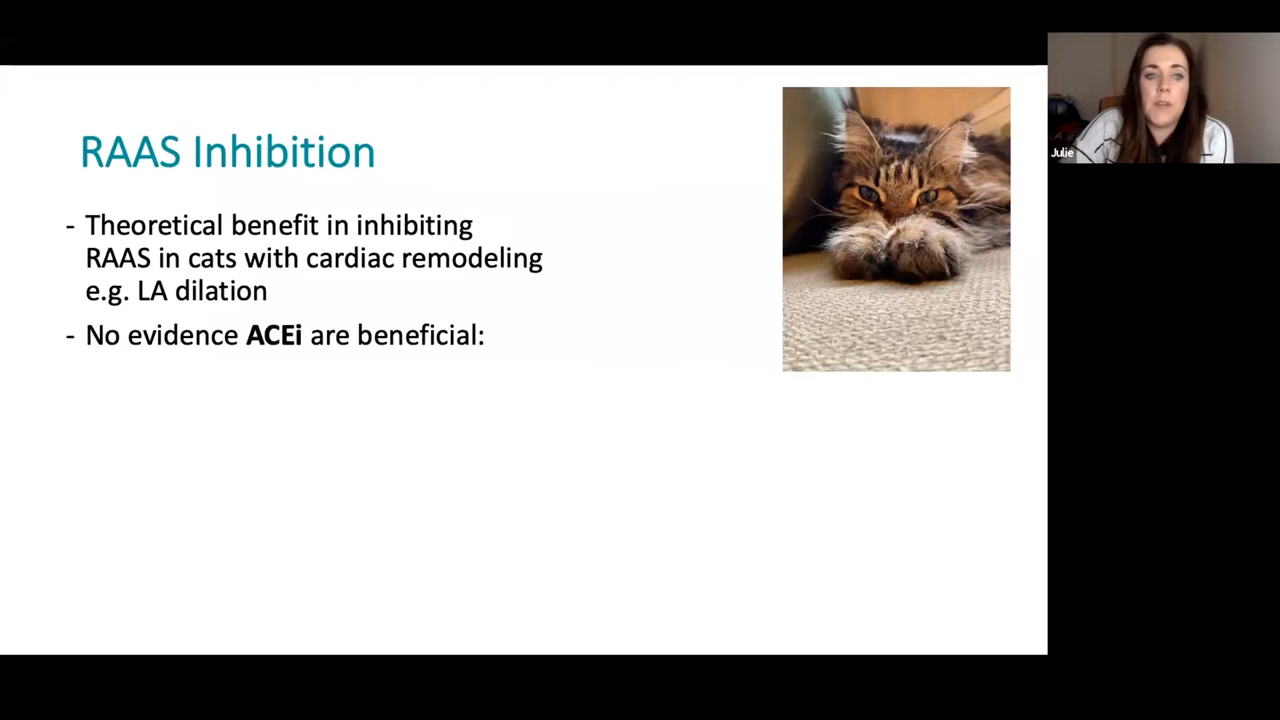 RAAS Inhibition
- Theoretical benefit in inhibiting
RAAS in cats with cardiac remodeling
e.g. LA dilation
- No evidence ACEi are beneficial:
Julie